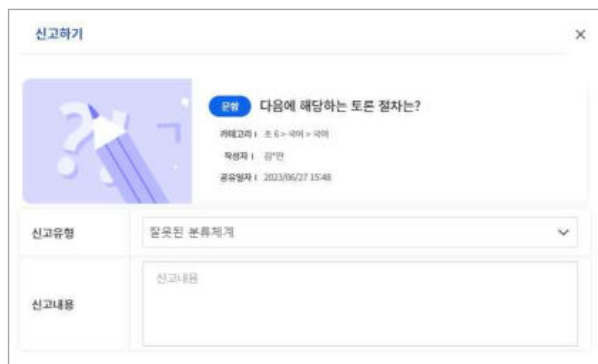 신고하기
문항 다음에 해당하는 토론 절차는?
카테고리 | 초 6 > 국어 > 국어
작성자 | 김*만
공유일자 | 2023/06/27 15:48
신고유형
잘못된 분류체계
신고내용
신고내용